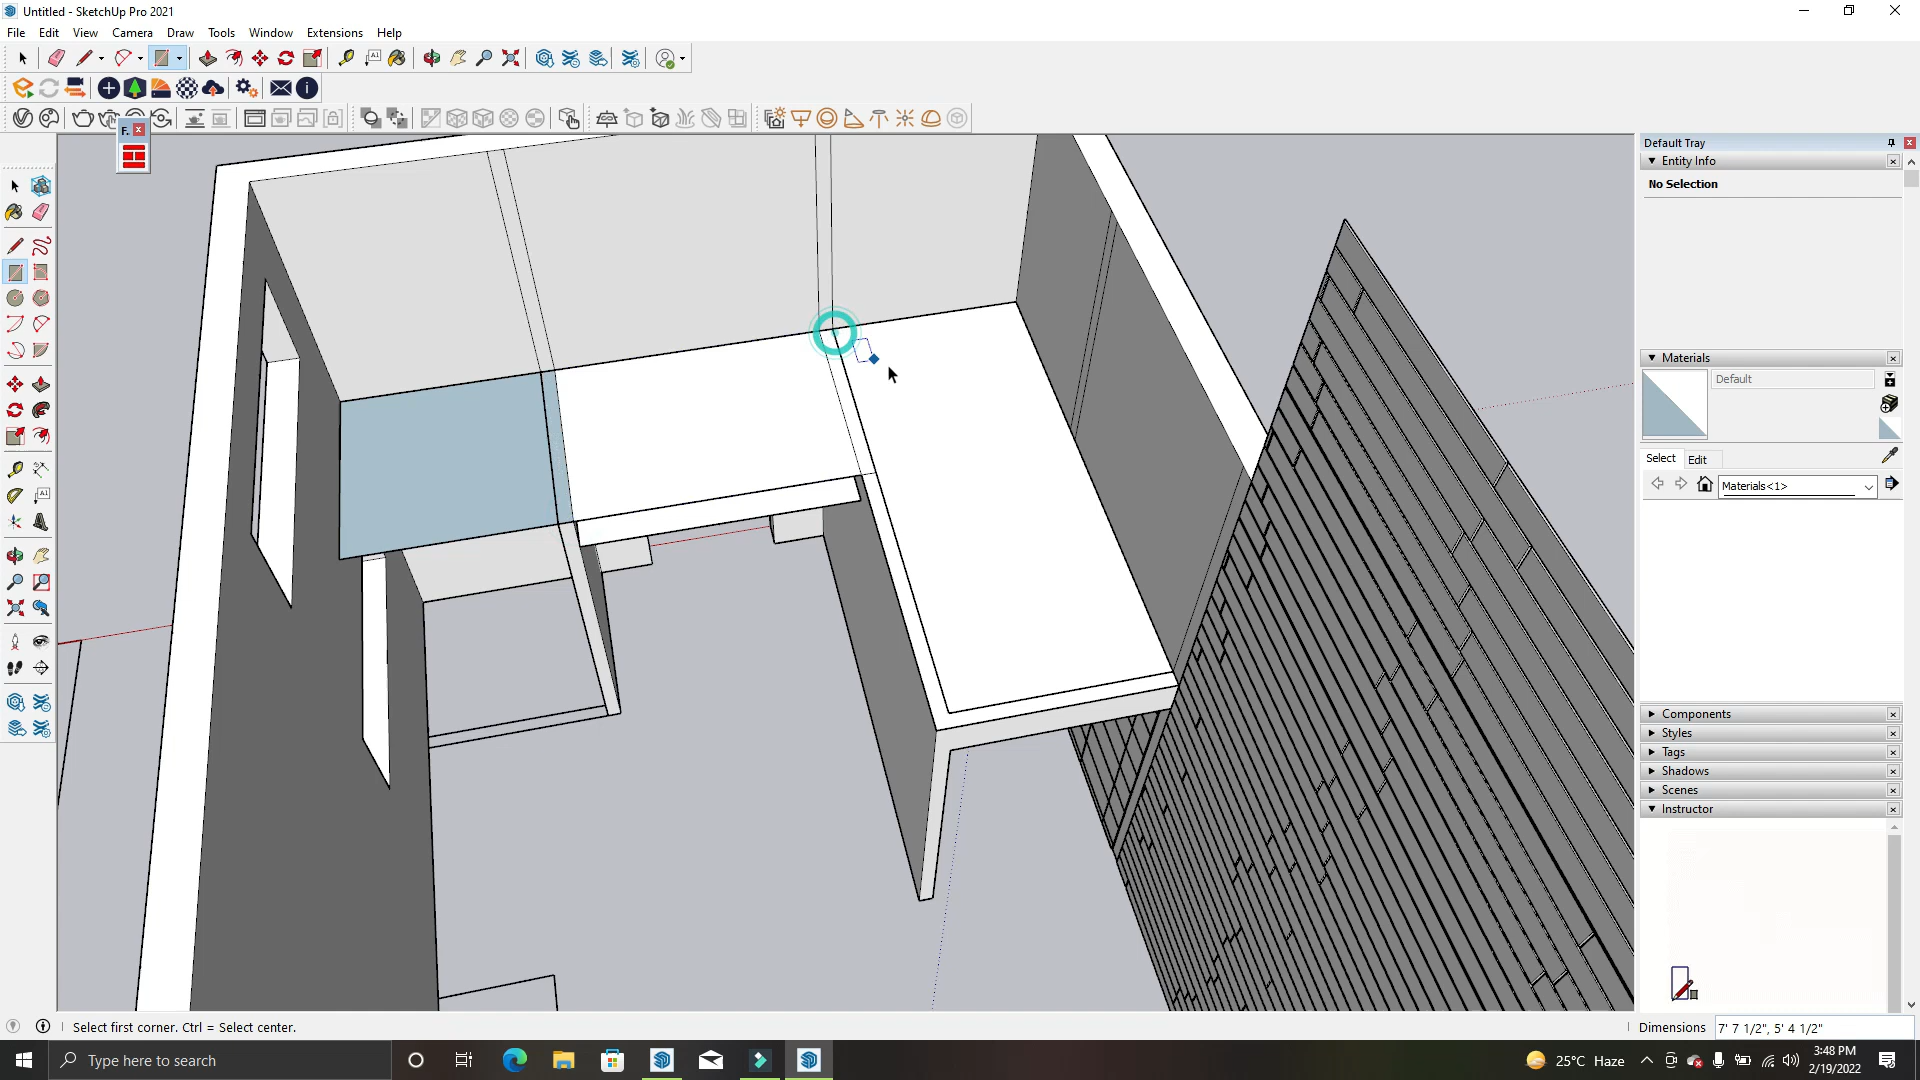 Untitled - SketchUp Pro 2021
File Edit View Camera Draw Tools Window Extensions Help
F.
Default Tray
Entity Info
No Selection
Materials
Default
Select Edit
Materials<1>
Components
Styles
Tags
Shadows
Scenes
Instructor
Select first corner. Ctrl = Select center.
Dimensions 7' 7 1/2", 5' 4 1/2"
Type here to search
25°C Haze
3:48 PM
2/19/2022